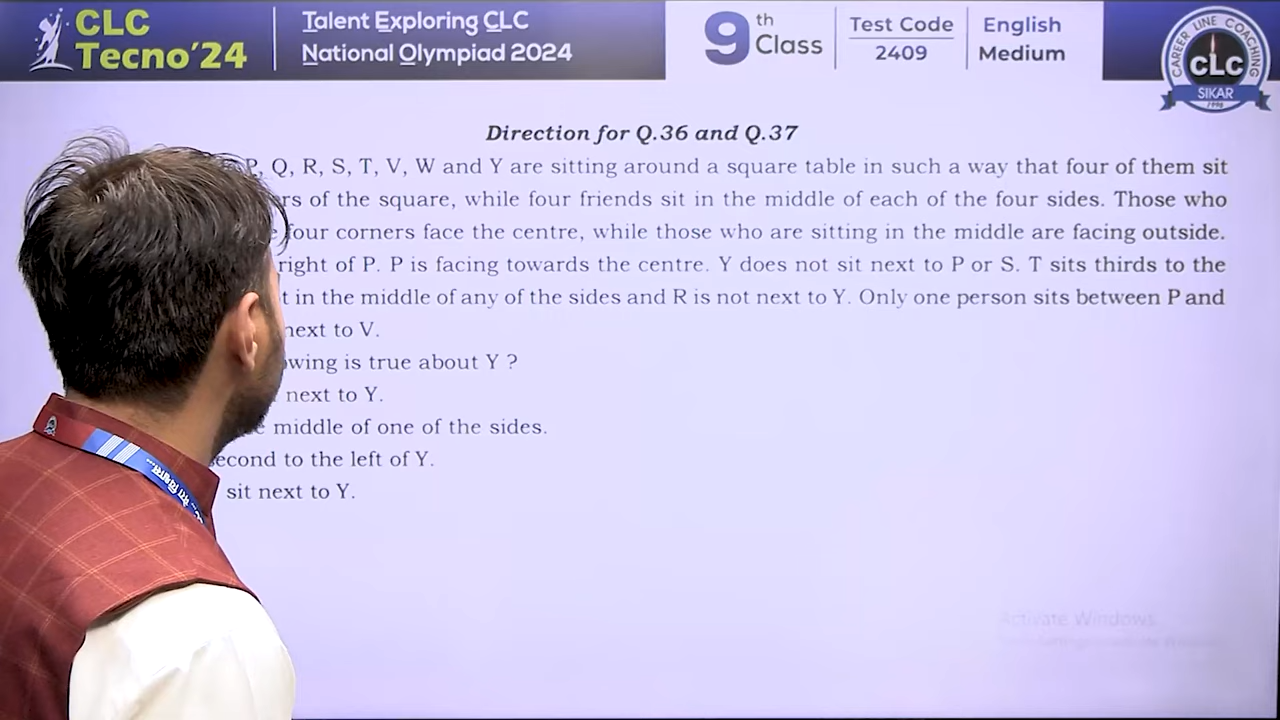 CLC
Tecno'24
Talent Exploring CLC
National Olympiad 2024
9th Class
Test Code
2409
English
Medium
CAREER LINE COACHING
CLC
SIKAR
1996
Direction for Q.36 and Q.37
P, Q, R, S, T, V, W and Y are sitting around a square table in such a way that four of them sit
of the square, while four friends sit in the middle of each of the four sides. Those who
four corners face the centre, while those who are sitting in the middle are facing outside.
right of P. P is facing towards the centre. Y does not sit next to P or S. T sits thirds to the
in the middle of any of the sides and R is not next to Y. Only one person sits between P and
next to V.
is true about Y ?
next to Y.
middle of one of the sides.
second to the left of Y.
sit next to Y.
Activate Windows